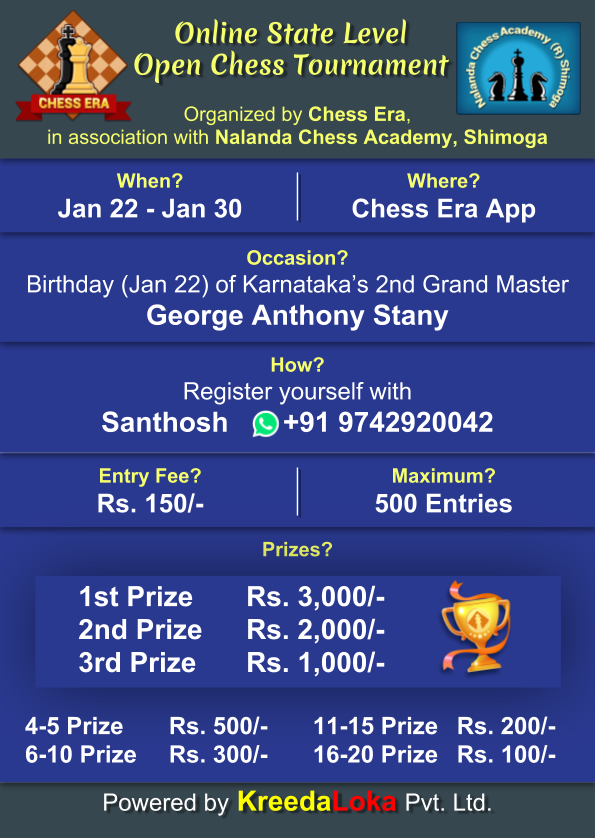 Online State Level
Open Chess Tournament
CHESS ERA
Nalanda Chess Academy (R) Shimoga
Organized by Chess Era,
in association with Nalanda Chess Academy, Shimoga
When?
Jan 22 - Jan 30
Where?
Chess Era App
Occasion?
Birthday (Jan 22) of Karnataka's 2nd Grand Master
George Anthony Stany
How?
Register yourself with
Santhosh +91 9742920042
Entry Fee?
Rs. 150/-
Maximum?
500 Entries
Prizes?
1st Prize Rs. 3,000/-
2nd Prize Rs. 2,000/-
3rd Prize Rs. 1,000/-
4-5 Prize Rs. 500/- 11-15 Prize Rs. 200/-
6-10 Prize Rs. 300/- 16-20 Prize Rs. 100/-
Powered by KreedaLoka Pvt. Ltd.